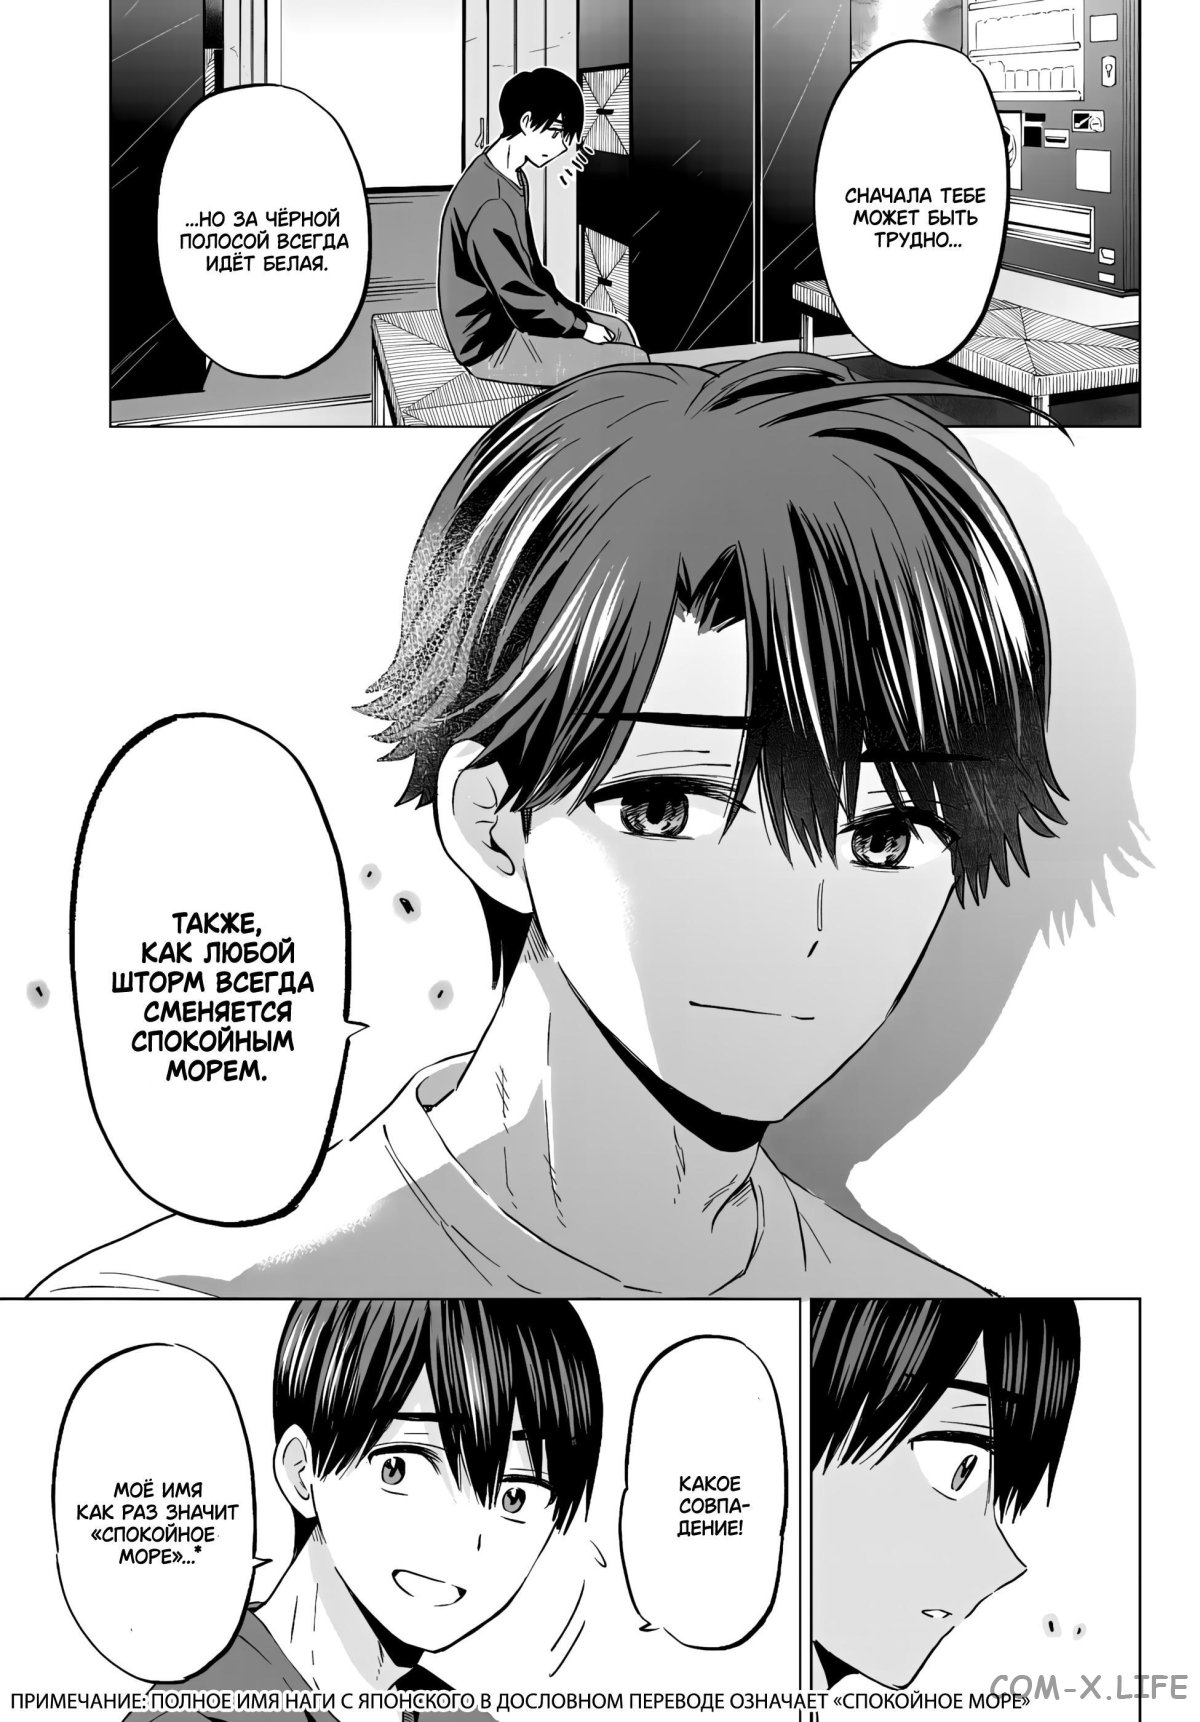 СНАЧАЛА ТЕБЕ
МОЖЕТ БЫТЬ
ТРУДНО...
...НО ЗА ЧЁРНОЙ
ПОЛОСОЙ ВСЕГДА
ИДЁТ БЕЛАЯ.
ТАКЖЕ,
КАК ЛЮБОЙ
ШТОРМ ВСЕГДА
СМЕНЯЕТСЯ
СПОКОЙНЫМ
МОРЕМ.
КАКОЕ
СОВПА-
ДЕНИЕ!
МОЁ ИМЯ
КАК РАЗ ЗНАЧИТ
«СПОКОЙНОЕ
МОРЕ»...*
ПРИМЕЧАНИЕ: ПОЛНОЕ ИМЯ НАГИ С ЯПОНСКОГО В ДОСЛОВНОМ ПЕРЕВОДЕ ОЗНАЧАЕТ «СПОКОЙНОЕ МОРЕ»
COM-X.LIFE